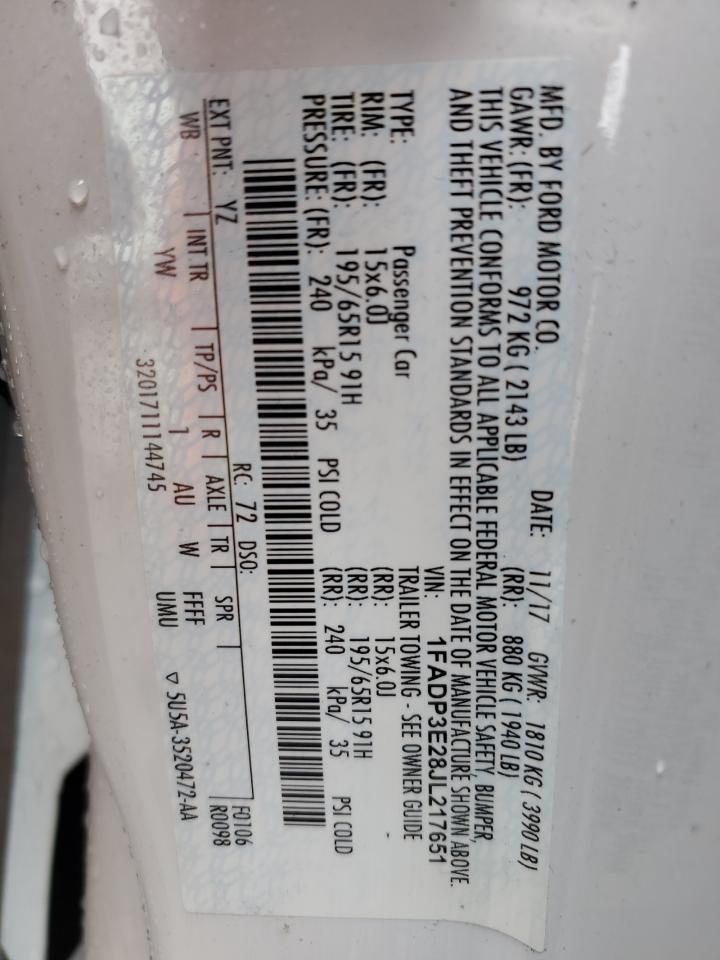 MFD. BY FORD MOTOR CO.
DATE: 11/17 GVWR: 1810 KG ( 3990 LB)
GAWR: (FR): 972 KG ( 2143 LB) (RR): 880 KG ( 1940 LB)
THIS VEHICLE CONFORMS TO ALL APPLICABLE FEDERAL MOTOR VEHICLE SAFETY, BUMPER,
AND THEFT PREVENTION STANDARDS IN EFFECT ON THE DATE OF MANUFACTURE SHOWN ABOVE.
VIN: 1FADP3E28JL217651
TYPE: Passenger Car TRAILER TOWING - SEE OWNER GUIDE
RIM: (FR): 15x6.0J (RR): 15x6.0J
TIRE: (FR): 195/65R15 91H (RR): 195/65R15 91H
PRESSURE: (FR): 240 kPa/ 35 PSI COLD (RR): 240 kPa/ 35 PSI COLD
EXT PNT: YZ RC: 72 DSO: F0106
R0098
WB INT TR TP/PS R AXLE TR SPR
YW 1 AU W FFFF
UMU
3201711144745 ▽ 5U5A-3520472-AA